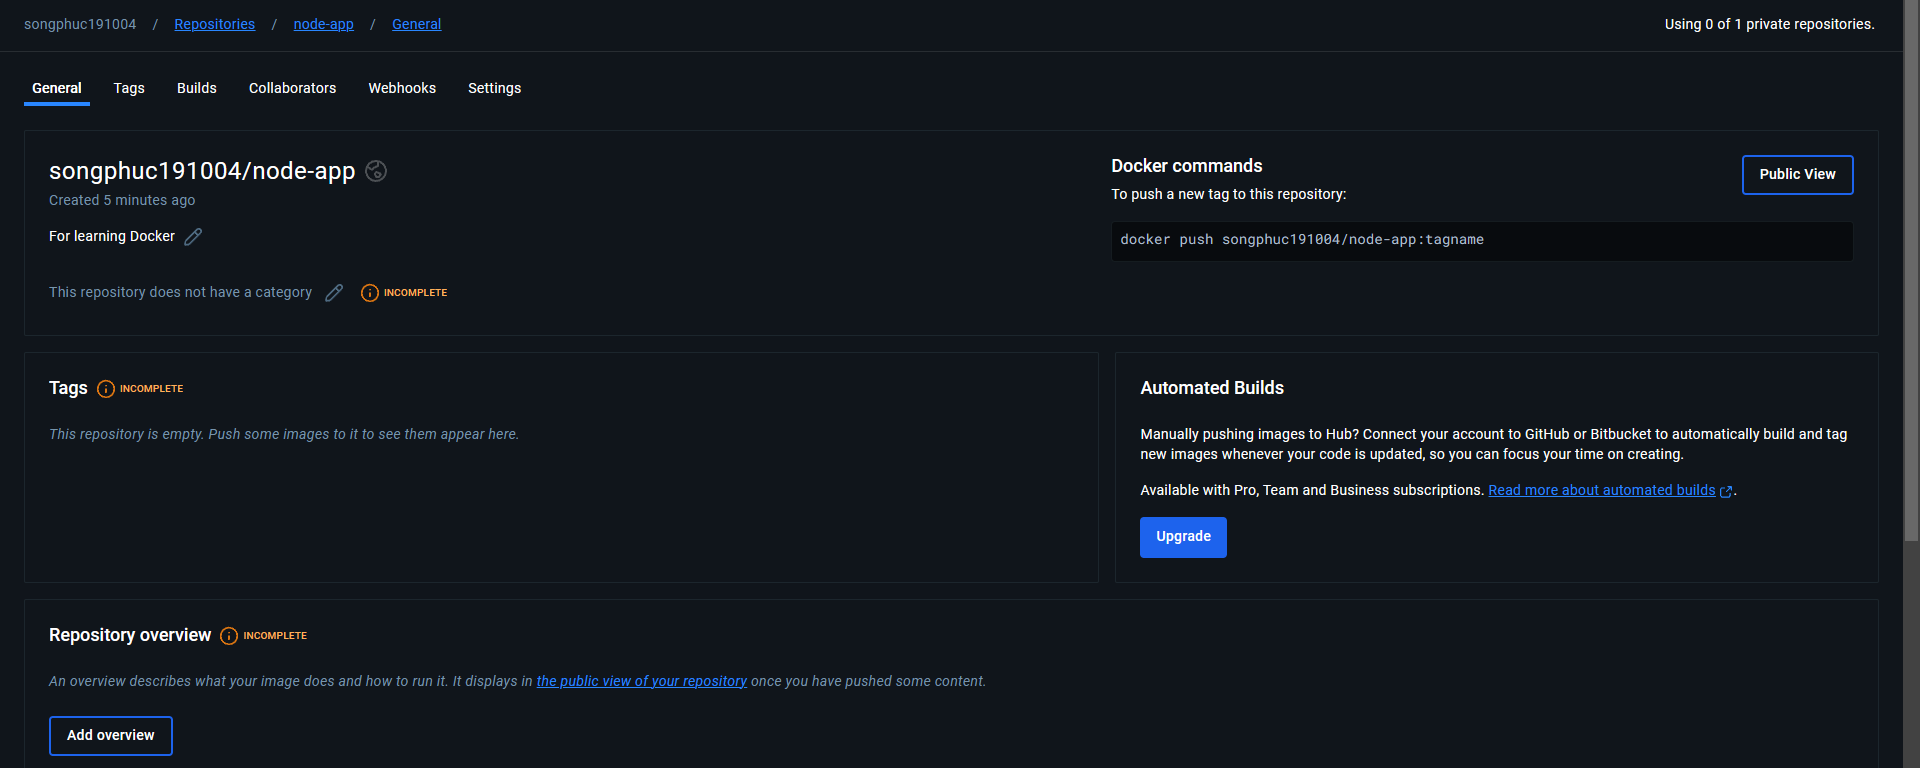 songphuc191004 / Repositories / node-app / General
Using 0 of 1 private repositories.
General Tags Builds Collaborators Webhooks Settings
songphuc191004/node-app
Created 5 minutes ago
For learning Docker
This repository does not have a category INCOMPLETE
Docker commands
To push a new tag to this repository:
Public View
docker push songphuc191004/node-app:tagname
Tags INCOMPLETE
This repository is empty. Push some images to it to see them appear here.
Automated Builds
Manually pushing images to Hub? Connect your account to GitHub or Bitbucket to automatically build and tag
new images whenever your code is updated, so you can focus your time on creating.
Available with Pro, Team and Business subscriptions. Read more about automated builds.
Upgrade
Repository overview INCOMPLETE
An overview describes what your image does and how to run it. It displays in the public view of your repository once you have pushed some content.
Add overview